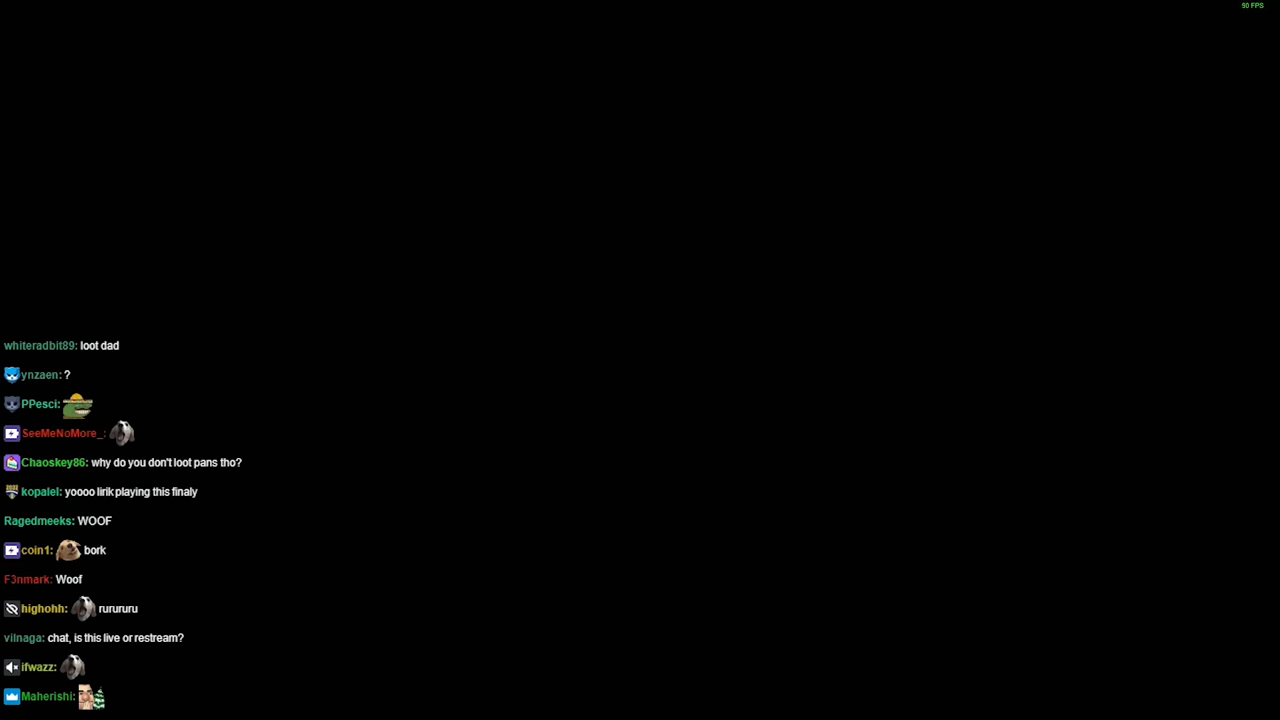 90 FPS
whiteradbit89: loot dad
ynzaen: ?
PPesci:
SeeMeNoMore_:
Chaoskey86: why do you don't loot pans tho?
kopalel: yoooo lirik playing this finaly
Ragedmeeks: WOOF
coin1: bork
F3nmark: Woof
highohh: rurururu
vilnaga: chat, is this live or restream?
ifwazz:
Maherishi: